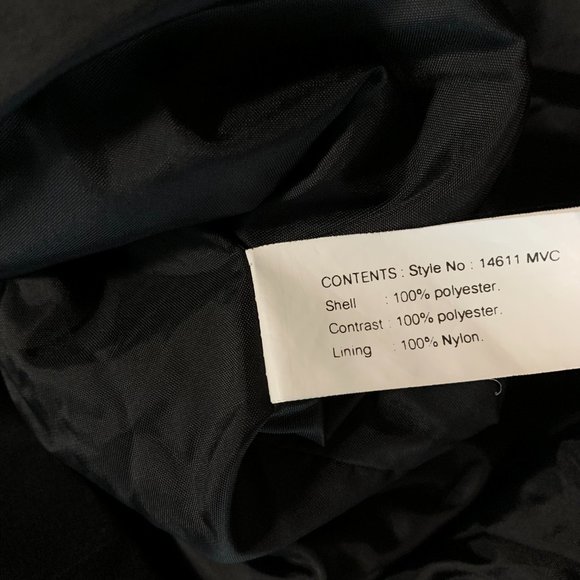 CONTENTS : Style No : 14611 MVC
Shell : 100% polyester.
Contrast : 100% polyester.
Lining : 100% Nylon.